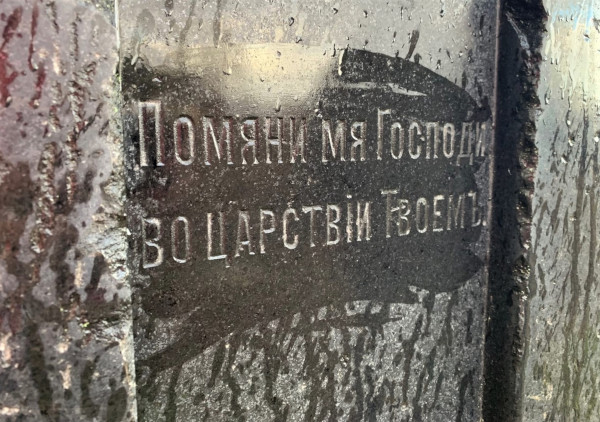 Помяни мя Господи
во царствіи Твоемъ